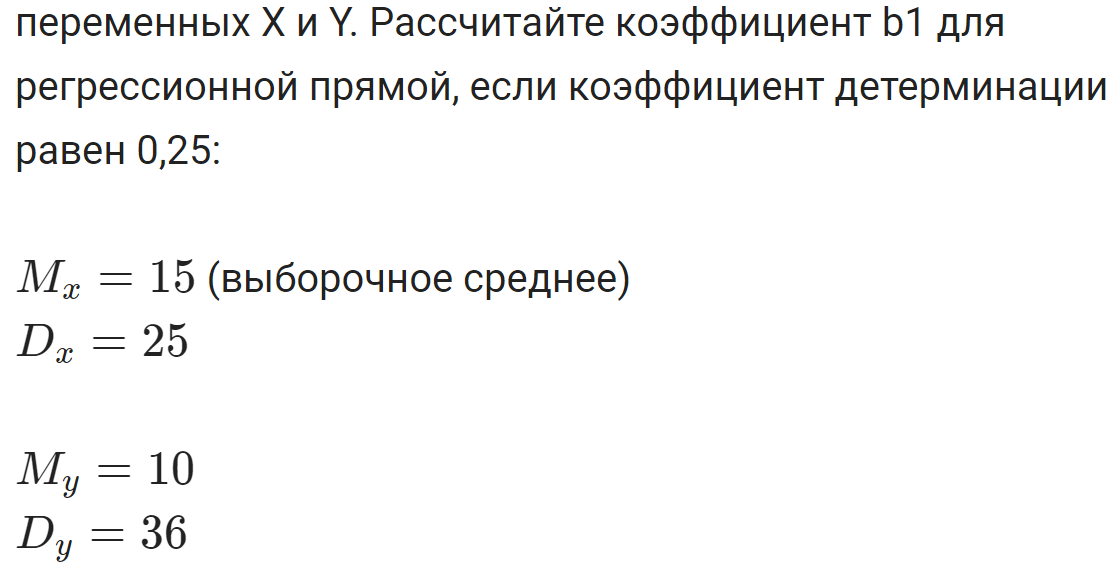 переменных X и Y. Рассчитайте коэффициент b1 для
регрессионной прямой, если коэффициент детерминации
равен 0,25:
M_x = 15 (выборочное среднее)
D_x = 25
M_y = 10
D_y = 36